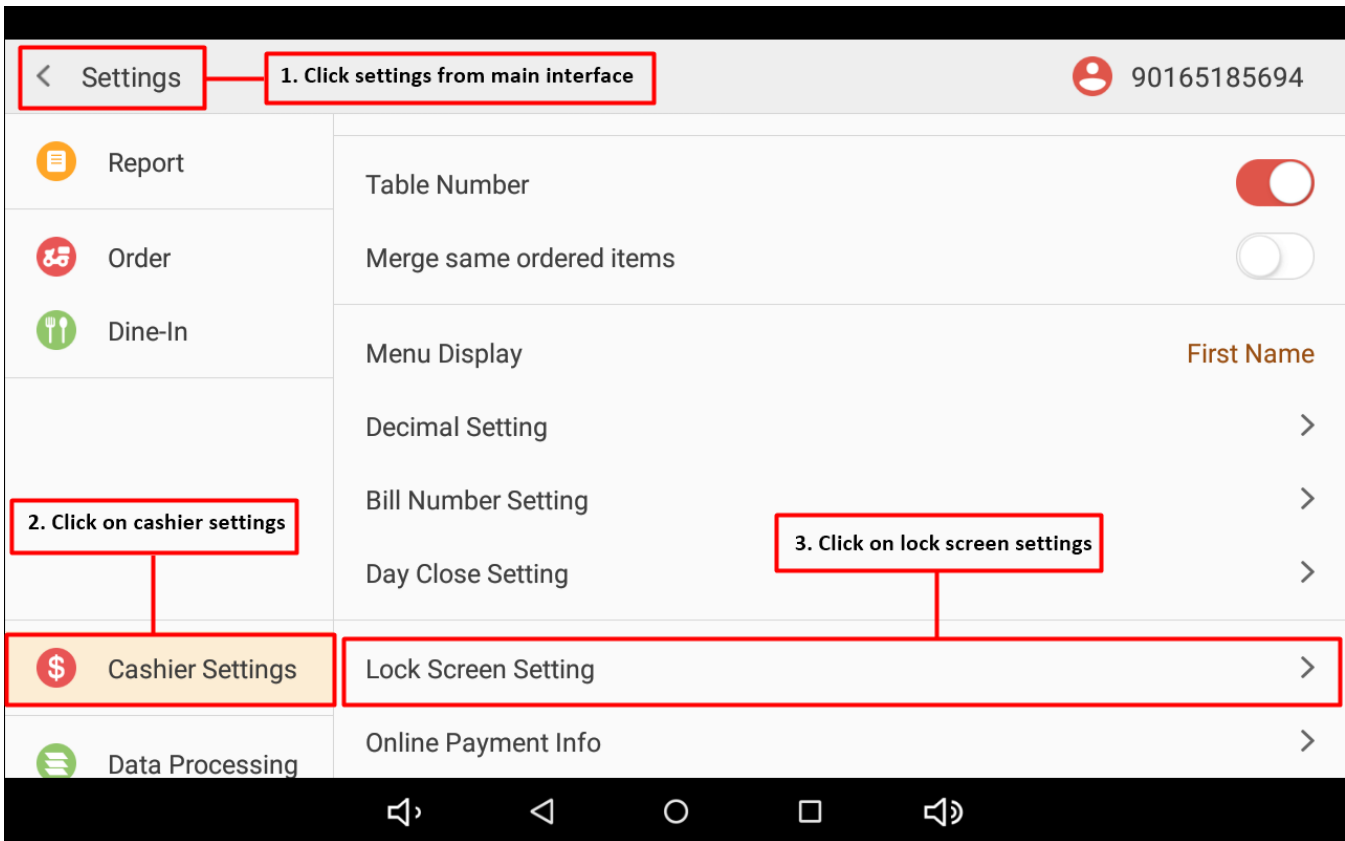 Settings
1. Click settings from main interface
90165185694
Report
Order
Dine-In
2. Click on cashier settings
Cashier Settings
Data Processing
Table Number
Merge same ordered items
Menu Display
First Name
Decimal Setting
Bill Number Setting
3. Click on lock screen settings
Day Close Setting
Lock Screen Setting
Online Payment Info